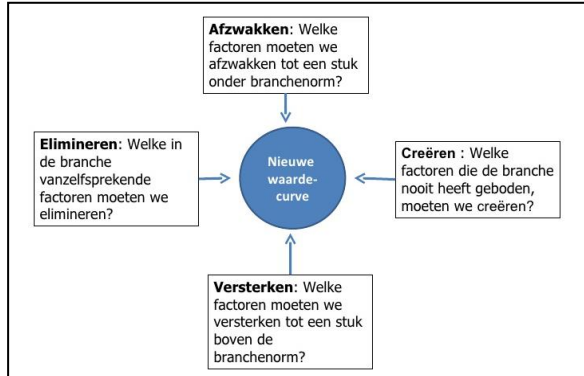 Afzwakken: Welke
factoren moeten we
afzwakken tot een stuk
onder branchenorm?
Elimineren: Welke in
de branche
vanzelfsprekende
factoren moeten we
elimineren?
Nieuwe
waarde-
curve
Creëren : Welke
factoren die de branche
nooit heeft geboden,
moeten we creëren?
Versterken: Welke
factoren moeten we
versterken tot een stuk
boven de
branchenorm?